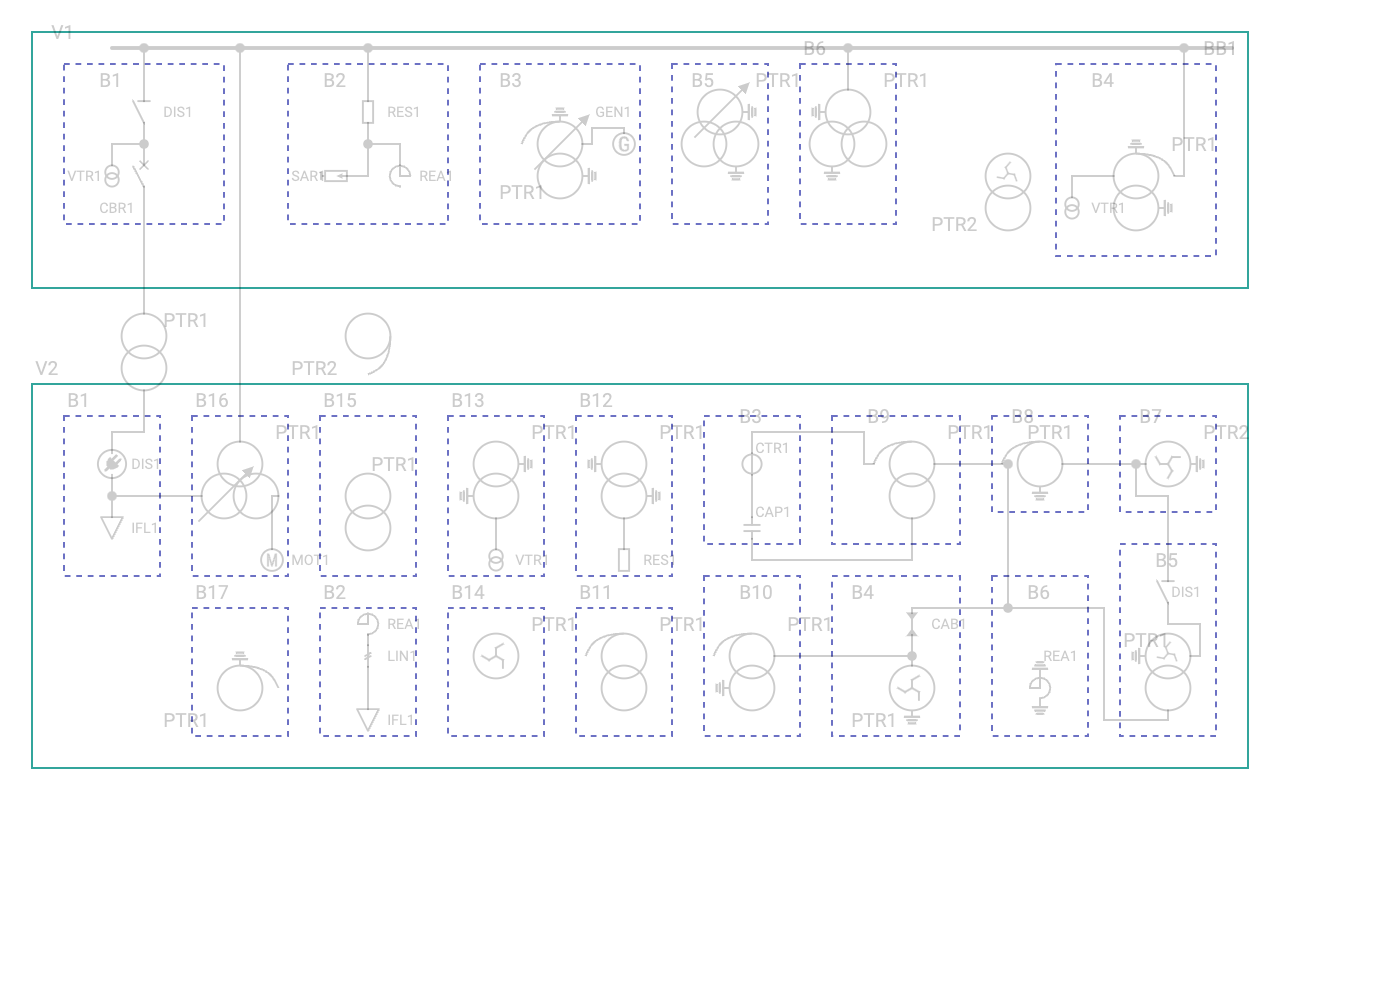 V1
B6 BB1
B1 B2 B3 B5 PTR1 PTR1 B4
DIS1 RES1 GEN1
PTR1
VTR1 SAR1 REA1
PTR1
CBR1 VTR1
PTR2
PTR1
V2 PTR2
B1 B16 B15 B13 B12
B3 B9 B8 B7
PTR1 PTR1 PTR1 PTR1 PTR1 PTR2
CTR1
DIS1 PTR1
CAP1
IFL1
MOT1 VTR1 RES1 B5
B17 B2 B14 B11 B10 B4 B6 DIS1
REA1 PTR1 PTR1 PTR1 CAB1
PTR1
LIN1 REA1
PTR1 IFL1 PTR1
G
M